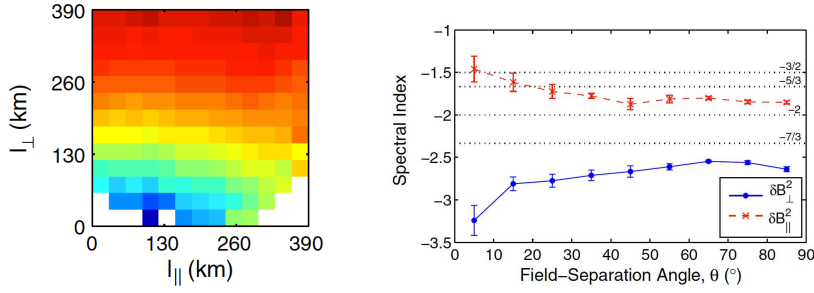 390
260
130
0
l⊥ (km)
0 130 260 390
l|| (km)
-1
-1.5
-2
-2.5
-3
-3.5
Spectral Index
-3/2
-5/3
-2
-7/3
δB⊥²
δB||²
0 10 20 30 40 50 60 70 80 90
Field-Separation Angle, θ (°)